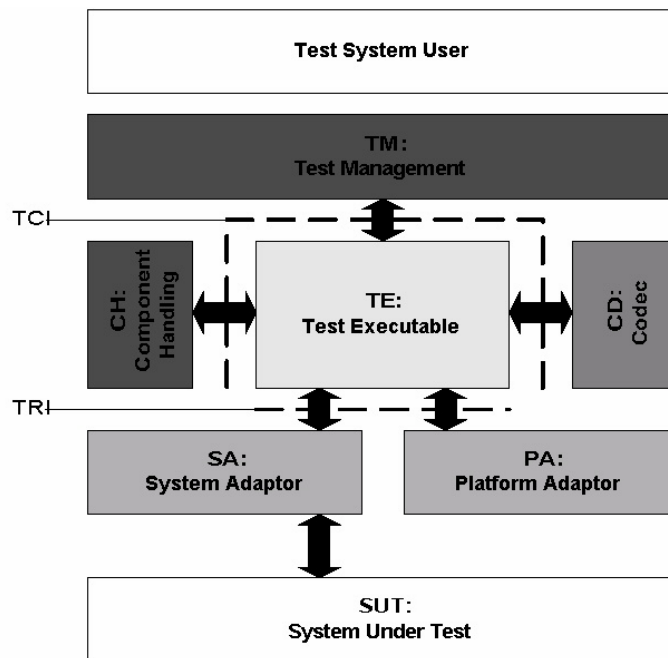 Test System User
TM:
Test Management
TCI
CH:
Component
Handling
TE:
Test Executable
CD:
Codec
TRI
SA:
System Adaptor
PA:
Platform Adaptor
SUT:
System Under Test